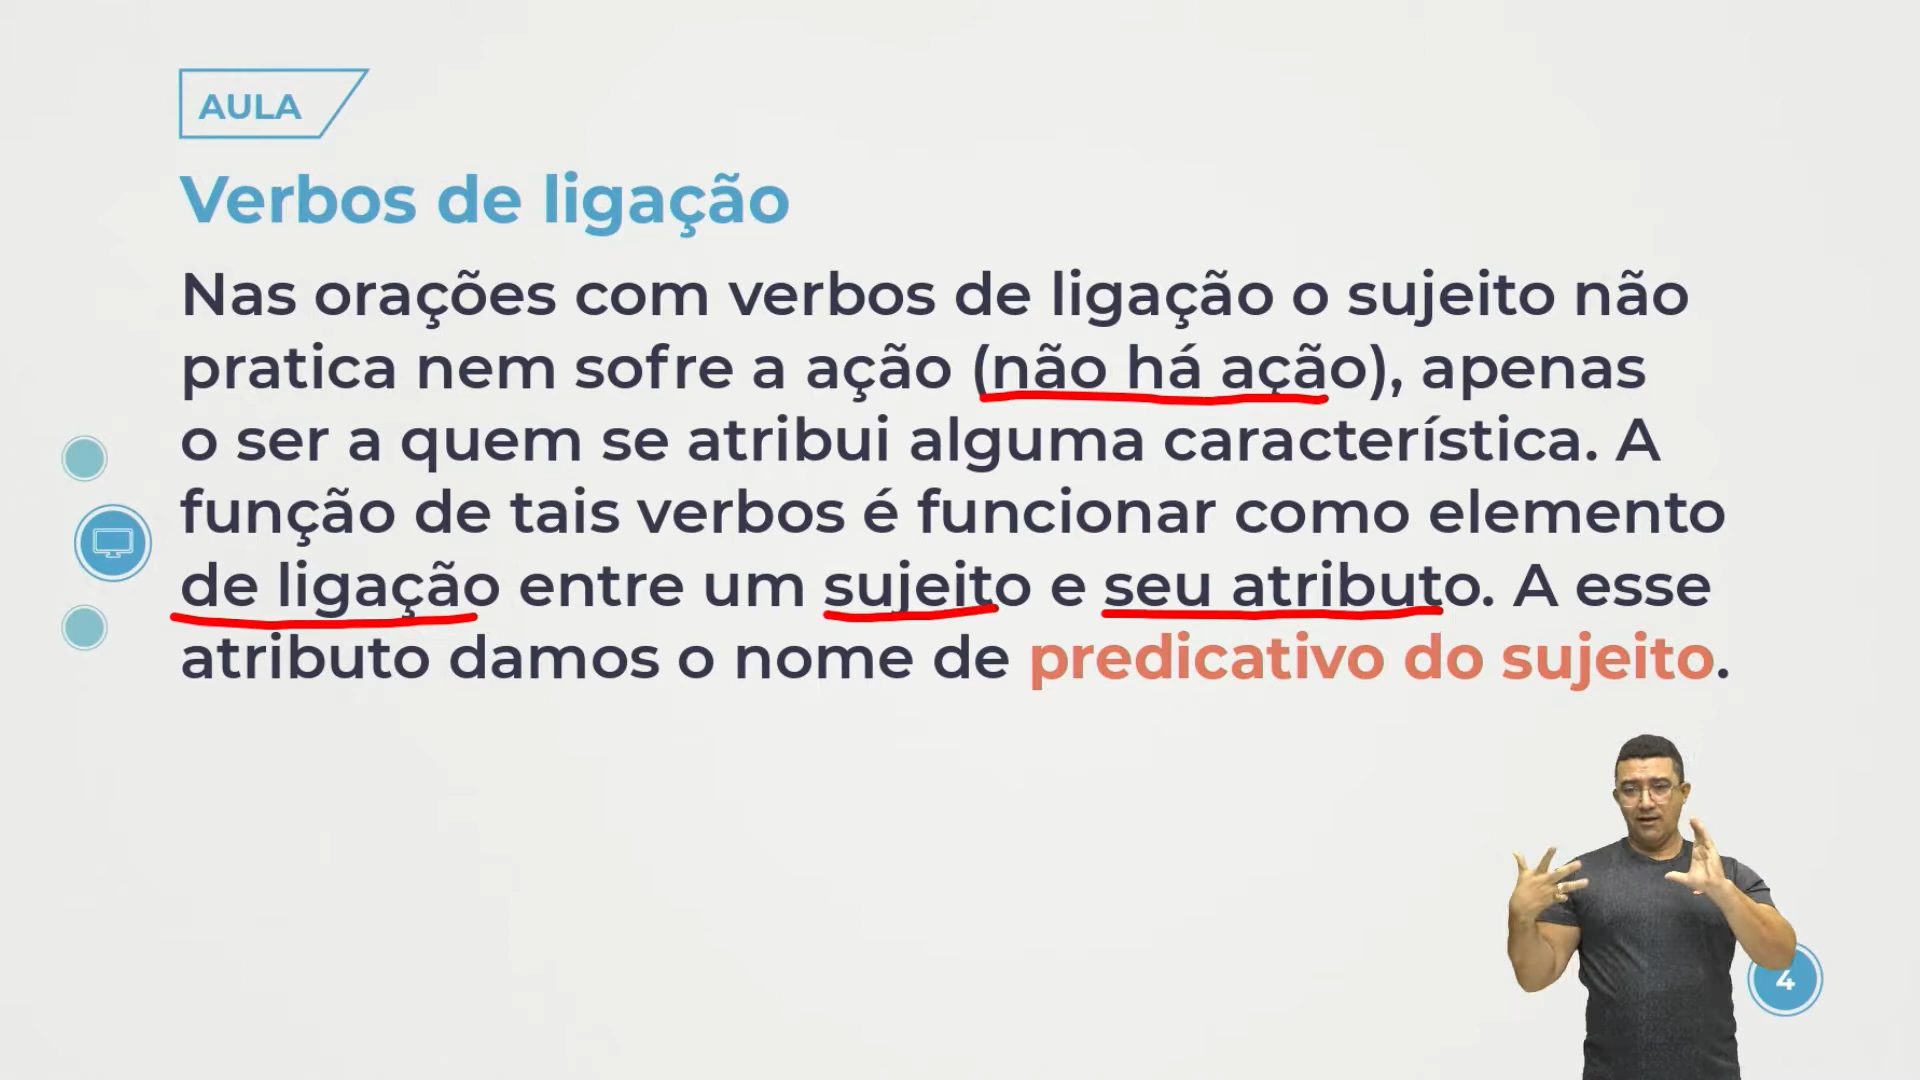 AULA
Verbos de ligação
Nas orações com verbos de ligação o sujeito não
pratica nem sofre a ação (não há ação), apenas
o ser a quem se atribui alguma característica. A
função de tais verbos é funcionar como elemento
de ligação entre um sujeito e seu atributo. A esse
atributo damos o nome de predicativo do sujeito.
4